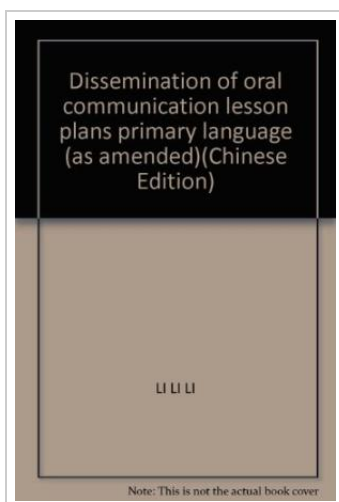 Dissemination of oral
communication lesson
plans primary language
(as amended)(Chinese
Edition)
LI LI LI
Note: This is not the actual book cover